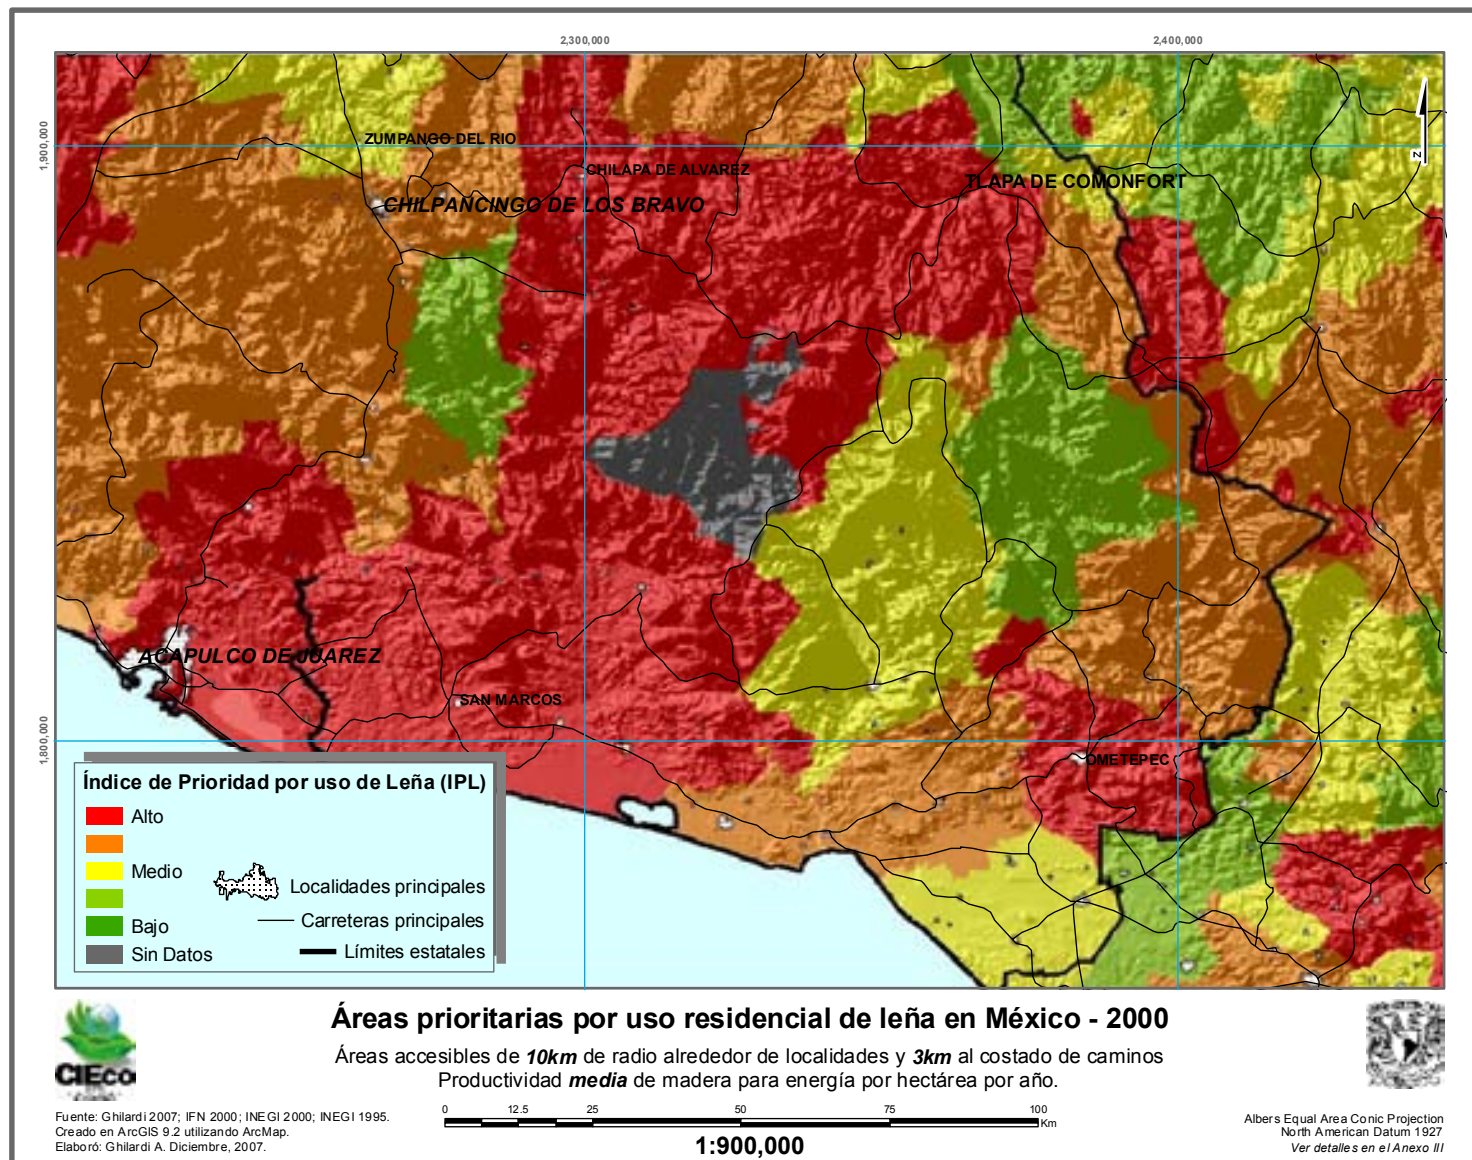 2,300,000
2,400,000
1,900,000
1,800,000
ZUMPANGO DEL RIO
CHILAPA DE ALVAREZ
TLAPA DE COMONFORT
CHILPANCINGO DE LOS BRAVO
N
ACAPULCO DE JUAREZ
SAN MARCOS
OMETEPEC
Índice de Prioridad por uso de Leña (IPL)
Alto
Medio
Bajo
Sin Datos
Localidades principales
Carreteras principales
Límites estatales
Áreas prioritarias por uso residencial de leña en México - 2000
Áreas accesibles de 10km de radio alrededor de localidades y 3km al costado de caminos
Productividad media de madera para energía por hectárea por año.
CIEco
0 12.5 25 50 75 100
Km
1:900,000
Fuente: Ghilardi 2007; IFN 2000; INEGI 2000; INEGI 1995.
Creado en ArcGIS 9.2 utilizando ArcMap.
Elaboró: Ghilardi A. Diciembre, 2007.
Albers Equal Area Conic Projection
North American Datum 1927
Ver detalles en el Anexo III